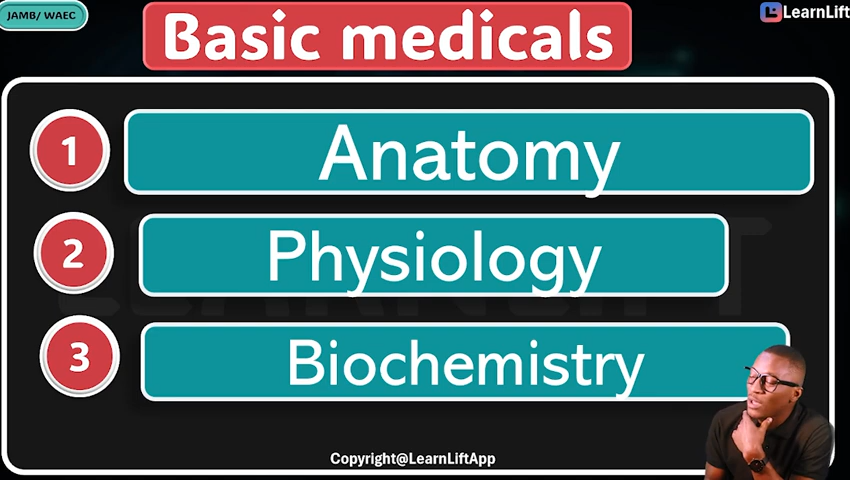 JAMB/ WAEC
LearnLift
Basic medicals
1
Anatomy
2
Physiology
3
Biochemistry
Copyright@LearnLiftApp